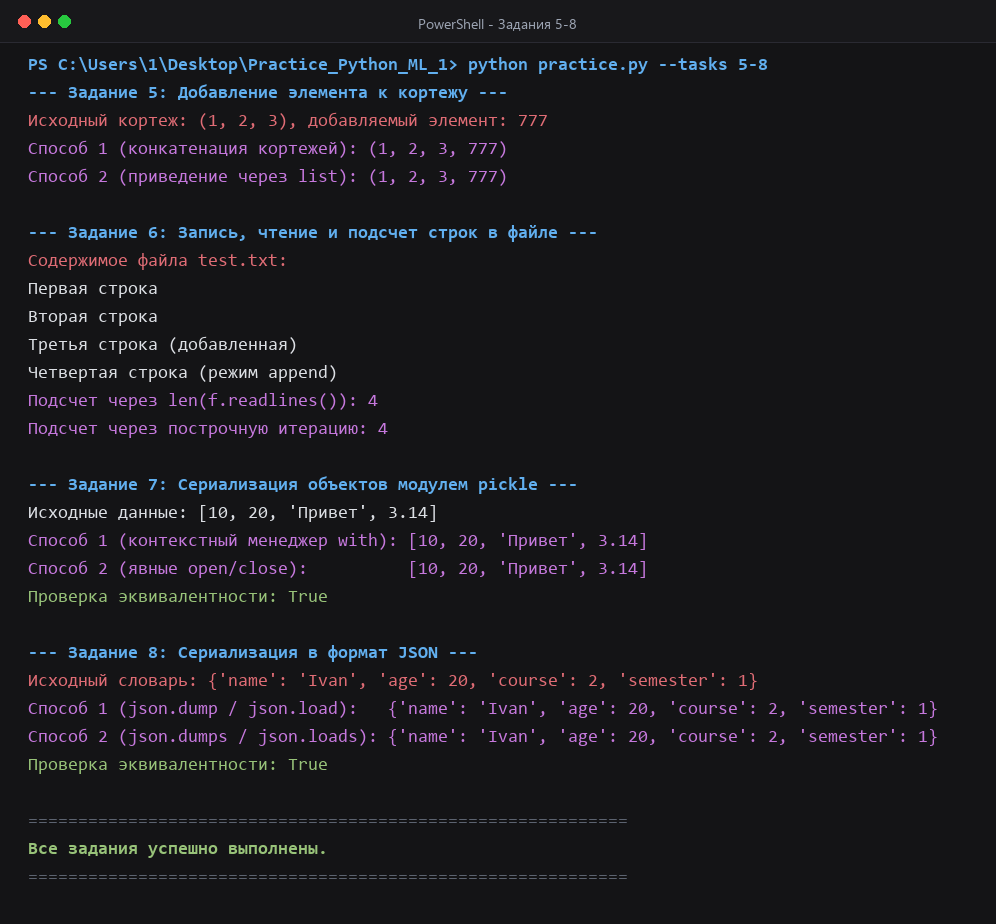 PowerShell - Задания 5-8
PS C:\Users\1\Desktop\Practice_Python_ML_1> python practice.py --tasks 5-8
--- Задание 5: Добавление элемента к кортежу ---
Исходный кортеж: (1, 2, 3), добавляемый элемент: 777
Способ 1 (конкатенация кортежей): (1, 2, 3, 777)
Способ 2 (приведение через list): (1, 2, 3, 777)
--- Задание 6: Запись, чтение и подсчет строк в файле ---
Содержимое файла test.txt:
Первая строка
Вторая строка
Третья строка (добавленная)
Четвертая строка (режим append)
Подсчет через len(f.readlines()): 4
Подсчет через построчную итерацию: 4
--- Задание 7: Сериализация объектов модулем pickle ---
Исходные данные: [10, 20, 'Привет', 3.14]
Способ 1 (контекстный менеджер with): [10, 20, 'Привет', 3.14]
Способ 2 (явные open/close):          [10, 20, 'Привет', 3.14]
Проверка эквивалентности: True
--- Задание 8: Сериализация в формат JSON ---
Исходный словарь: {'name': 'Ivan', 'age': 20, 'course': 2, 'semester': 1}
Способ 1 (json.dump / json.load):   {'name': 'Ivan', 'age': 20, 'course': 2, 'semester': 1}
Способ 2 (json.dumps / json.loads): {'name': 'Ivan', 'age': 20, 'course': 2, 'semester': 1}
Проверка эквивалентности: True
============================================================
Все задания успешно выполнены.
============================================================